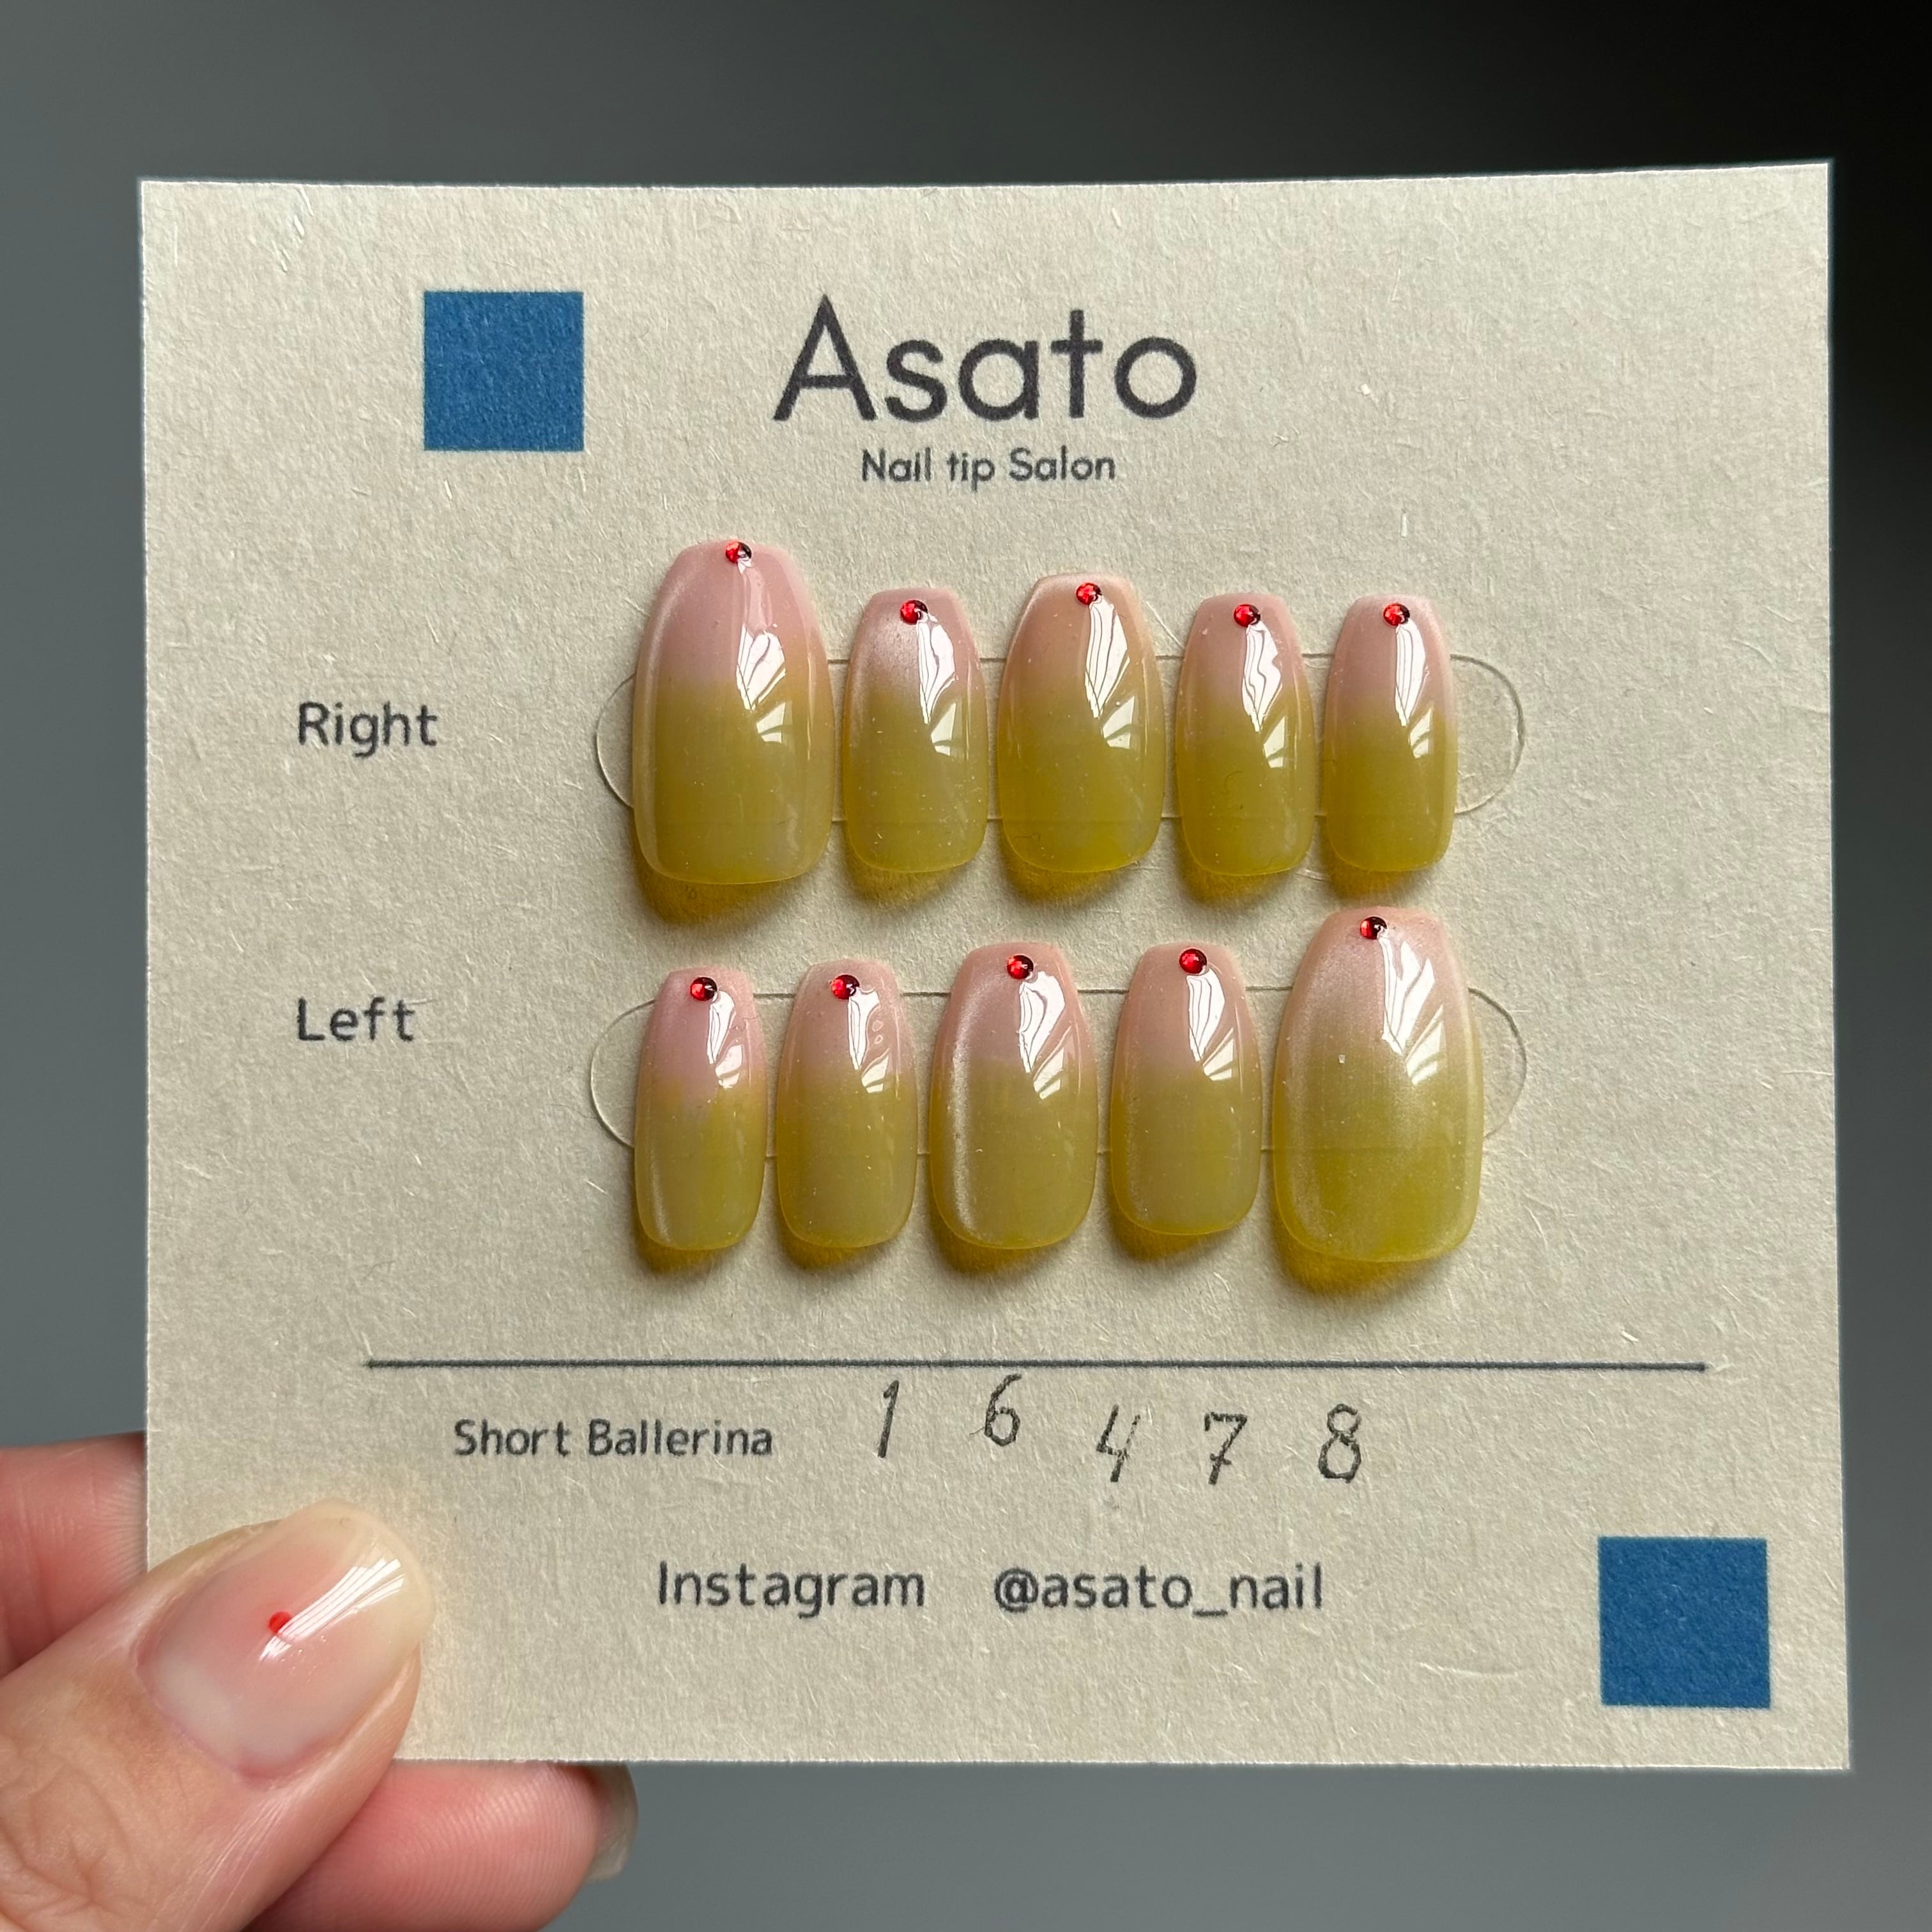 Asato
Nail tip Salon
Right
Left
Short Ballerina 1 6 4 7 8
Instagram @asato_nail